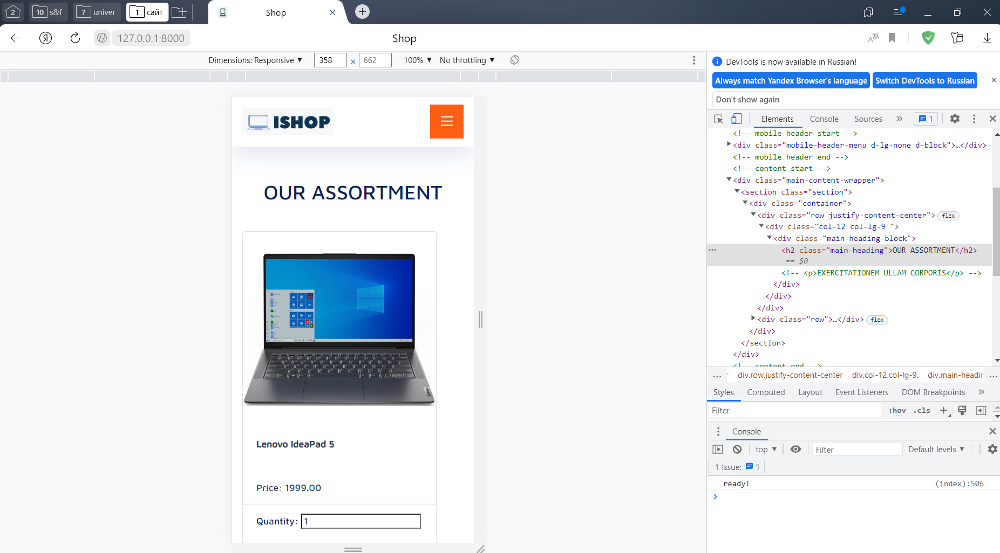 2
10 s&f
7 univer
1 сайт
Shop
Я
127.0.0.1:8000
Shop
Dimensions: Responsive ▼ 358 × 662 100% ▼ No throttling ▼
DevTools is now available in Russian!
Always match Yandex Browser's language Switch DevTools to Russian
Don't show again
Elements Console Sources » 1
<!-- mobile header start -->
<div class="mobile-header-menu d-lg-none d-block">…</div>
<!-- mobile header end -->
<!-- content start -->
<div class="main-content-wrapper">
<section class="section">
<div class="container">
<div class="row justify-content-center"> flex
<div class="col-12 col-lg-9 ">
<div class="main-heading-block">
<h2 class="main-heading">OUR ASSORTMENT</h2>
== $0
<!-- <p>EXERCITATIONEM ULLAM CORPORIS</p> -->
</div>
</div>
</div>
<div class="row">…</div> flex
</div>
</section>
</div>
<!-- content end -->
... r div.row.justify-content-center div.col-12.col-lg-9. div.main-headin ...
Styles Computed Layout Event Listeners DOM Breakpoints »
Filter :hov .cls +
Console
top ▼ Filter Default levels ▼
1 Issue: 1
ready! (index):506
>
ISHOP
OUR ASSORTMENT
Lenovo IdeaPad 5
Price: 1999.00
Quantity: 1